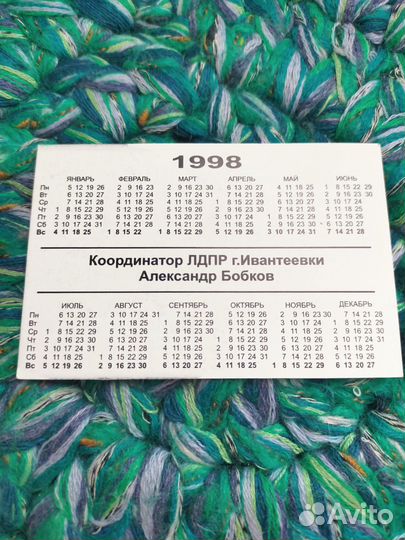 1998
ЯНВАРЬ ФЕВРАЛЬ МАРТ АПРЕЛЬ МАЙ ИЮНЬ
Пн 5 12 19 26 2 9 16 23 2 9 16 23 30 6 13 20 27 4 11 18 25 1 8 15 22 29
Вт 6 13 20 27 3 10 17 24 3 10 17 24 31 7 14 21 28 5 12 19 26 2 9 16 23 30
Ср 7 14 21 28 4 11 18 25 4 11 18 25 1 8 15 22 29 6 13 20 27 3 10 17 24
Чт 1 8 15 22 29 5 12 19 26 5 12 19 26 2 9 16 23 30 7 14 21 28 4 11 18 25
Пт 2 9 16 23 30 6 13 20 27 6 13 20 27 3 10 17 24 1 8 15 22 29 5 12 19 26
Сб 3 10 17 24 31 7 14 21 28 7 14 21 28 4 11 18 25 2 9 16 23 30 6 13 20 27
Вс 4 11 18 25 1 8 15 22 1 8 15 22 29 5 12 19 26 3 10 17 24 31 7 14 21 28
Координатор ЛДПР г.Ивантеевки
Александр Бобков
ИЮЛЬ АВГУСТ СЕНТЯБРЬ ОКТЯБРЬ НОЯБРЬ ДЕКАБРЬ
Пн 6 13 20 27 3 10 17 24 31 7 14 21 28 5 12 19 26 2 9 16 23 30 7 14 21 28
Вт 7 14 21 28 4 11 18 25 1 8 15 22 29 6 13 20 27 3 10 17 24 1 8 15 22 29
Ср 1 8 15 22 29 5 12 19 26 2 9 16 23 30 7 14 21 28 4 11 18 25 2 9 16 23 30
Чт 2 9 16 23 30 6 13 20 27 3 10 17 24 1 8 15 22 29 5 12 19 26 3 10 17 24 31
Пт 3 10 17 24 31 7 14 21 28 4 11 18 25 2 9 16 23 30 6 13 20 27 4 11 18 25
Сб 4 11 18 25 1 8 15 22 29 5 12 19 26 3 10 17 24 31 7 14 21 28 5 12 19 26
Вс 5 12 19 26 2 9 16 23 30 6 13 20 27 4 11 18 25 1 8 15 22 29 6 13 20 27
Avito